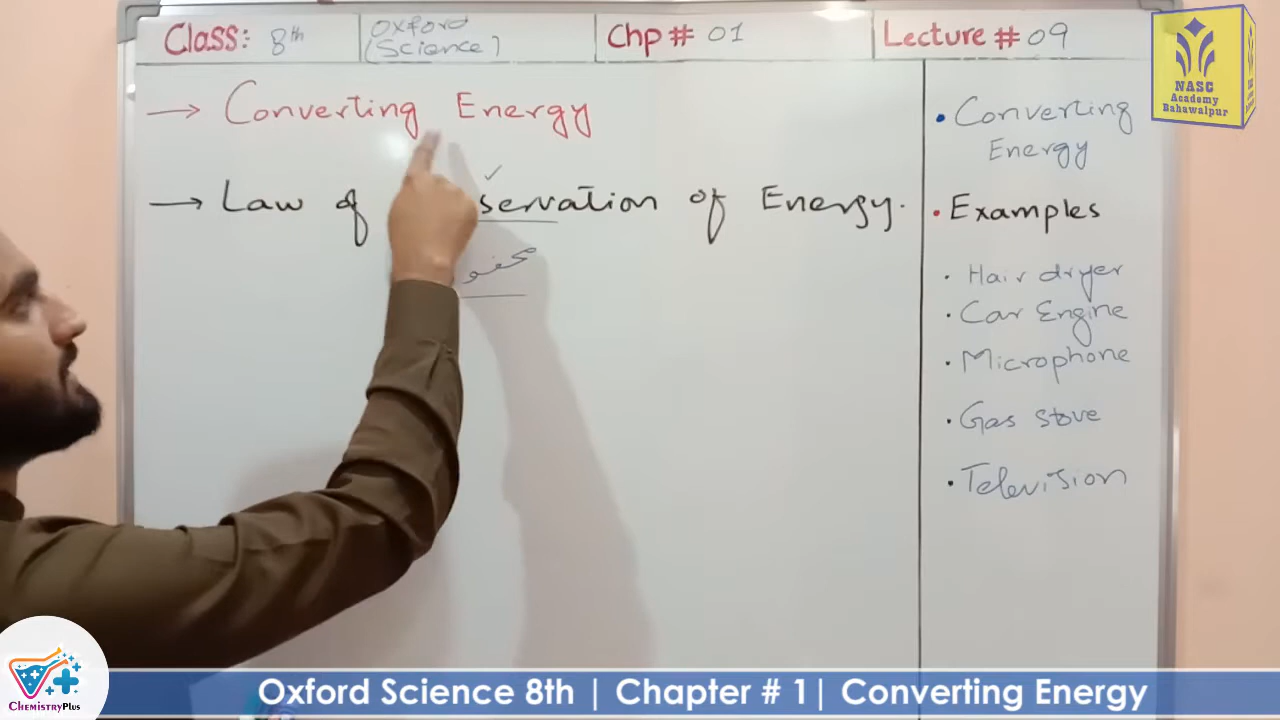 Class: 8th
Oxford
(Science)
Chp # 01
Lecture # 09
NASC
Academy
Bahawalpur
→ Converting Energy
→ Law of servation of Energy.
• Converting
Energy
• Examples
• Hair dryer
• Car Engine
• Microphone
• Gas stove
• Television
ChemistryPlus
Oxford Science 8th | Chapter # 1| Converting Energy